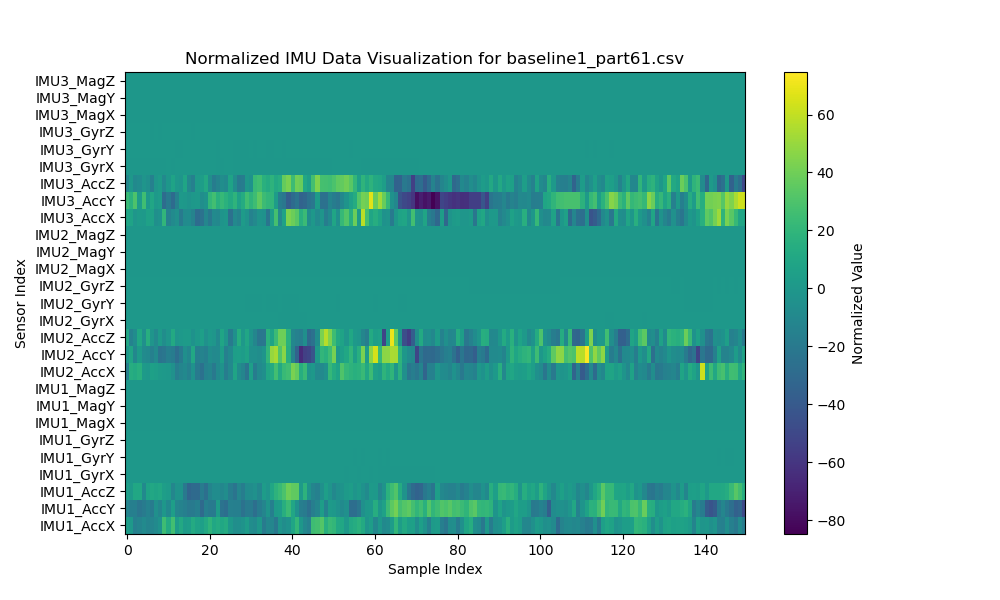 Normalized IMU Data Visualization for baseline1_part61.csv
IMU3_MagZ
IMU3_MagY
IMU3_MagX
IMU3_GyrZ
IMU3_GyrY
IMU3_GyrX
IMU3_AccZ
IMU3_AccY
IMU3_AccX
IMU2_MagZ
IMU2_MagY
IMU2_MagX
IMU2_GyrZ
IMU2_GyrY
IMU2_GyrX
IMU2_AccZ
IMU2_AccY
IMU2_AccX
IMU1_MagZ
IMU1_MagY
IMU1_MagX
IMU1_GyrZ
IMU1_GyrY
IMU1_GyrX
IMU1_AccZ
IMU1_AccY
IMU1_AccX
Sensor Index
0 20 40 60 80 100 120 140
Sample Index
60
40
20
0
−20
−40
−60
−80
Normalized Value